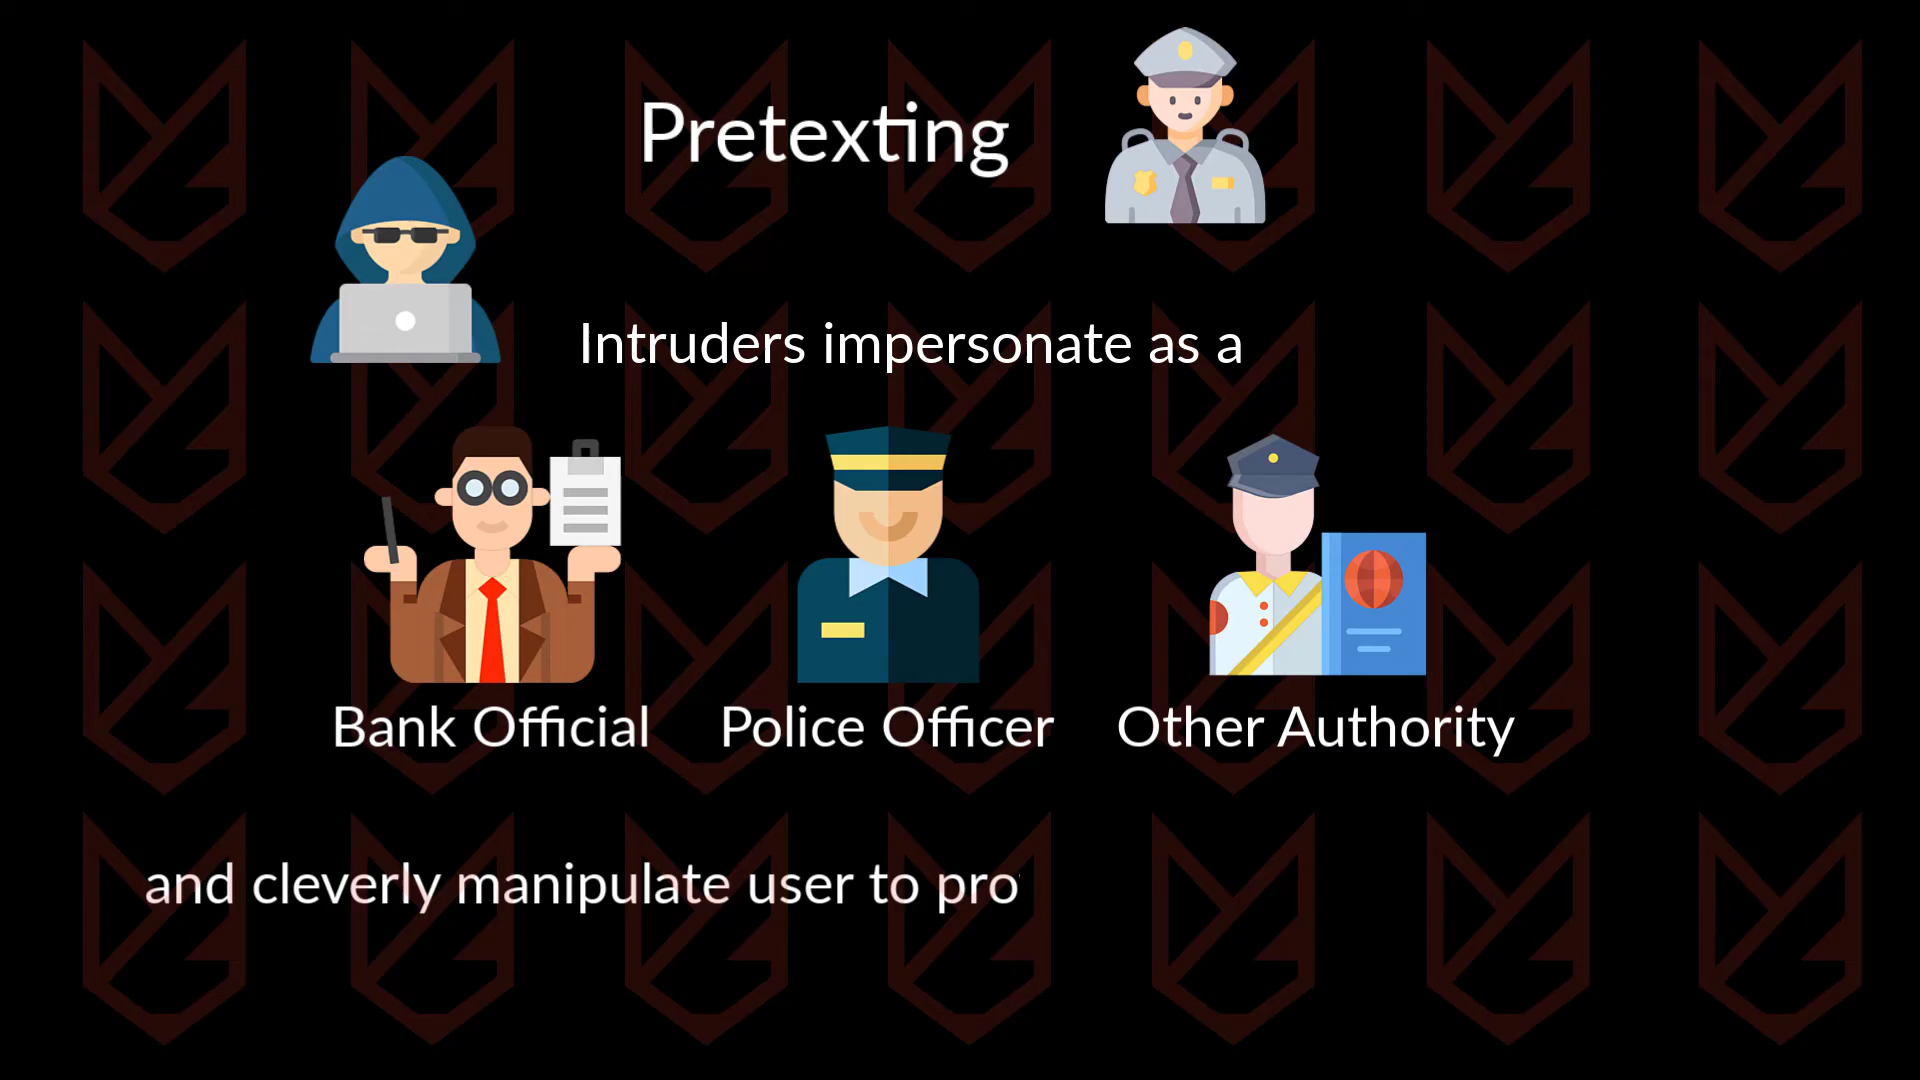 Pretexting
Intruders impersonate as a
Bank Official
Police Officer
Other Authority
and cleverly manipulate user to pro